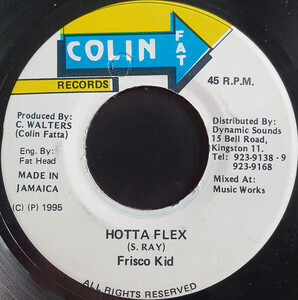 COLIN FAT
RECORDS
45 R.P.M.
Produced By:
C. WALTERS
(Colin Fatta)
Eng. By:
Fat Head
MADE IN
JAMAICA
(C) (P) 1995
Distributed By:
Dynamic Sounds
15 Bell Road,
Kingston 11.
Tel: 923-9138 - 9
923-9168
Mixed At:
Music Works
HOTTA FLEX
(S. RAY)
Frisco Kid
ALL RIGHTS RESERVED